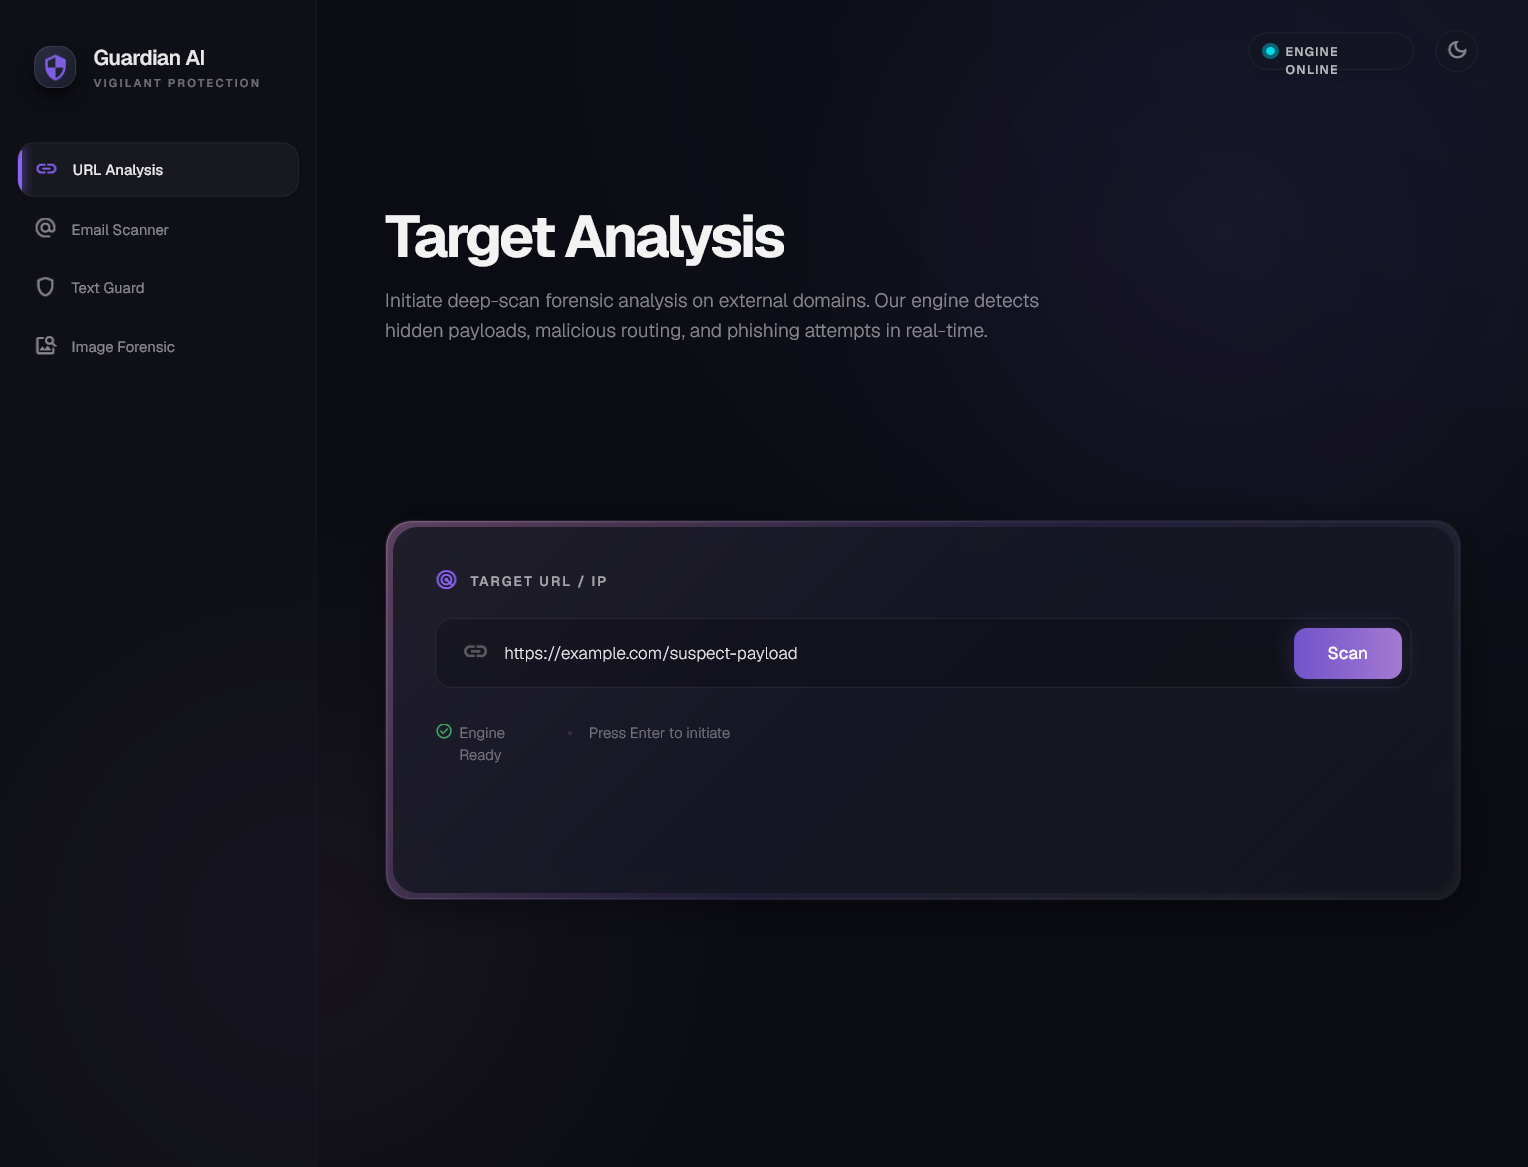 Guardian AI
VIGILANT PROTECTION
URL Analysis
Email Scanner
Text Guard
Image Forensic
ENGINE
ONLINE
Target Analysis
Initiate deep-scan forensic analysis on external domains. Our engine detects
hidden payloads, malicious routing, and phishing attempts in real-time.
TARGET URL / IP
https://example.com/suspect-payload
Scan
Engine
Ready
• Press Enter to initiate